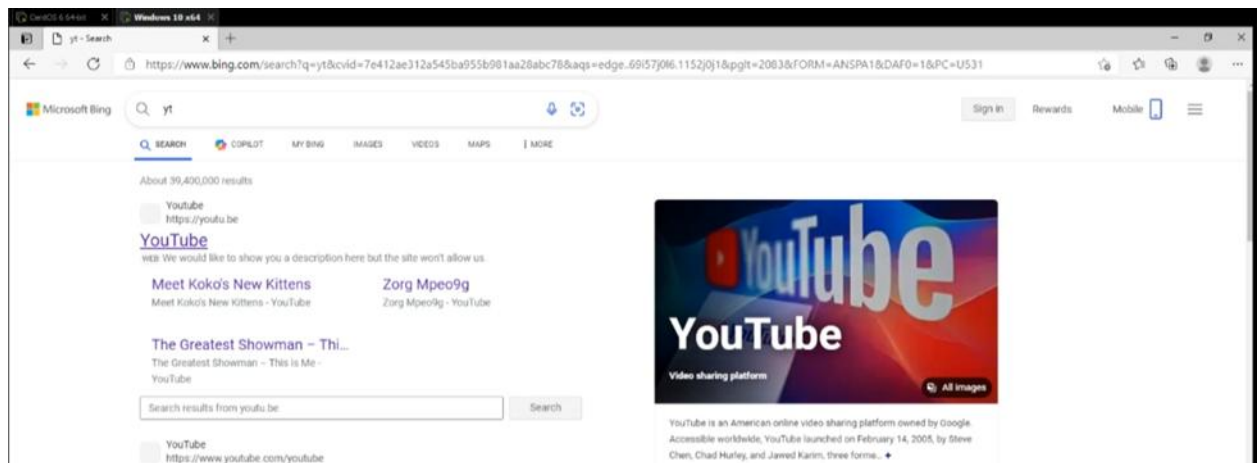 CentOS 6 64-bit
Windows 10 x64
yt - Search
https://www.bing.com/search?q=yt&cvid=7e412ae312a545ba955b981aa28abc78&aqs=edge..69i57j0l6.1152j0j1&pglt=2083&FORM=ANSPA1&DAF0=1&PC=U531
Microsoft Bing
yt
Sign in Rewards Mobile
SEARCH COPILOT MY BING IMAGES VIDEOS MAPS MORE
About 39,400,000 results
Youtube
https://youtu.be
YouTube
WEB We would like to show you a description here but the site won't allow us.
Meet Koko's New Kittens
Meet Koko's New Kittens - YouTube
Zorg Mpeo9g
Zorg Mpeo9g - YouTube
The Greatest Showman – Thi...
The Greatest Showman – This is Me -
YouTube
Search results from youtu.be Search
YouTube
https://www.youtube.com/youtube
YouTube
YouTube
Video sharing platform
All images
YouTube is an American online video sharing platform owned by Google.
Accessible worldwide, YouTube launched on February 14, 2005, by Steve
Chen, Chad Hurley, and Jawed Karim, three forme...